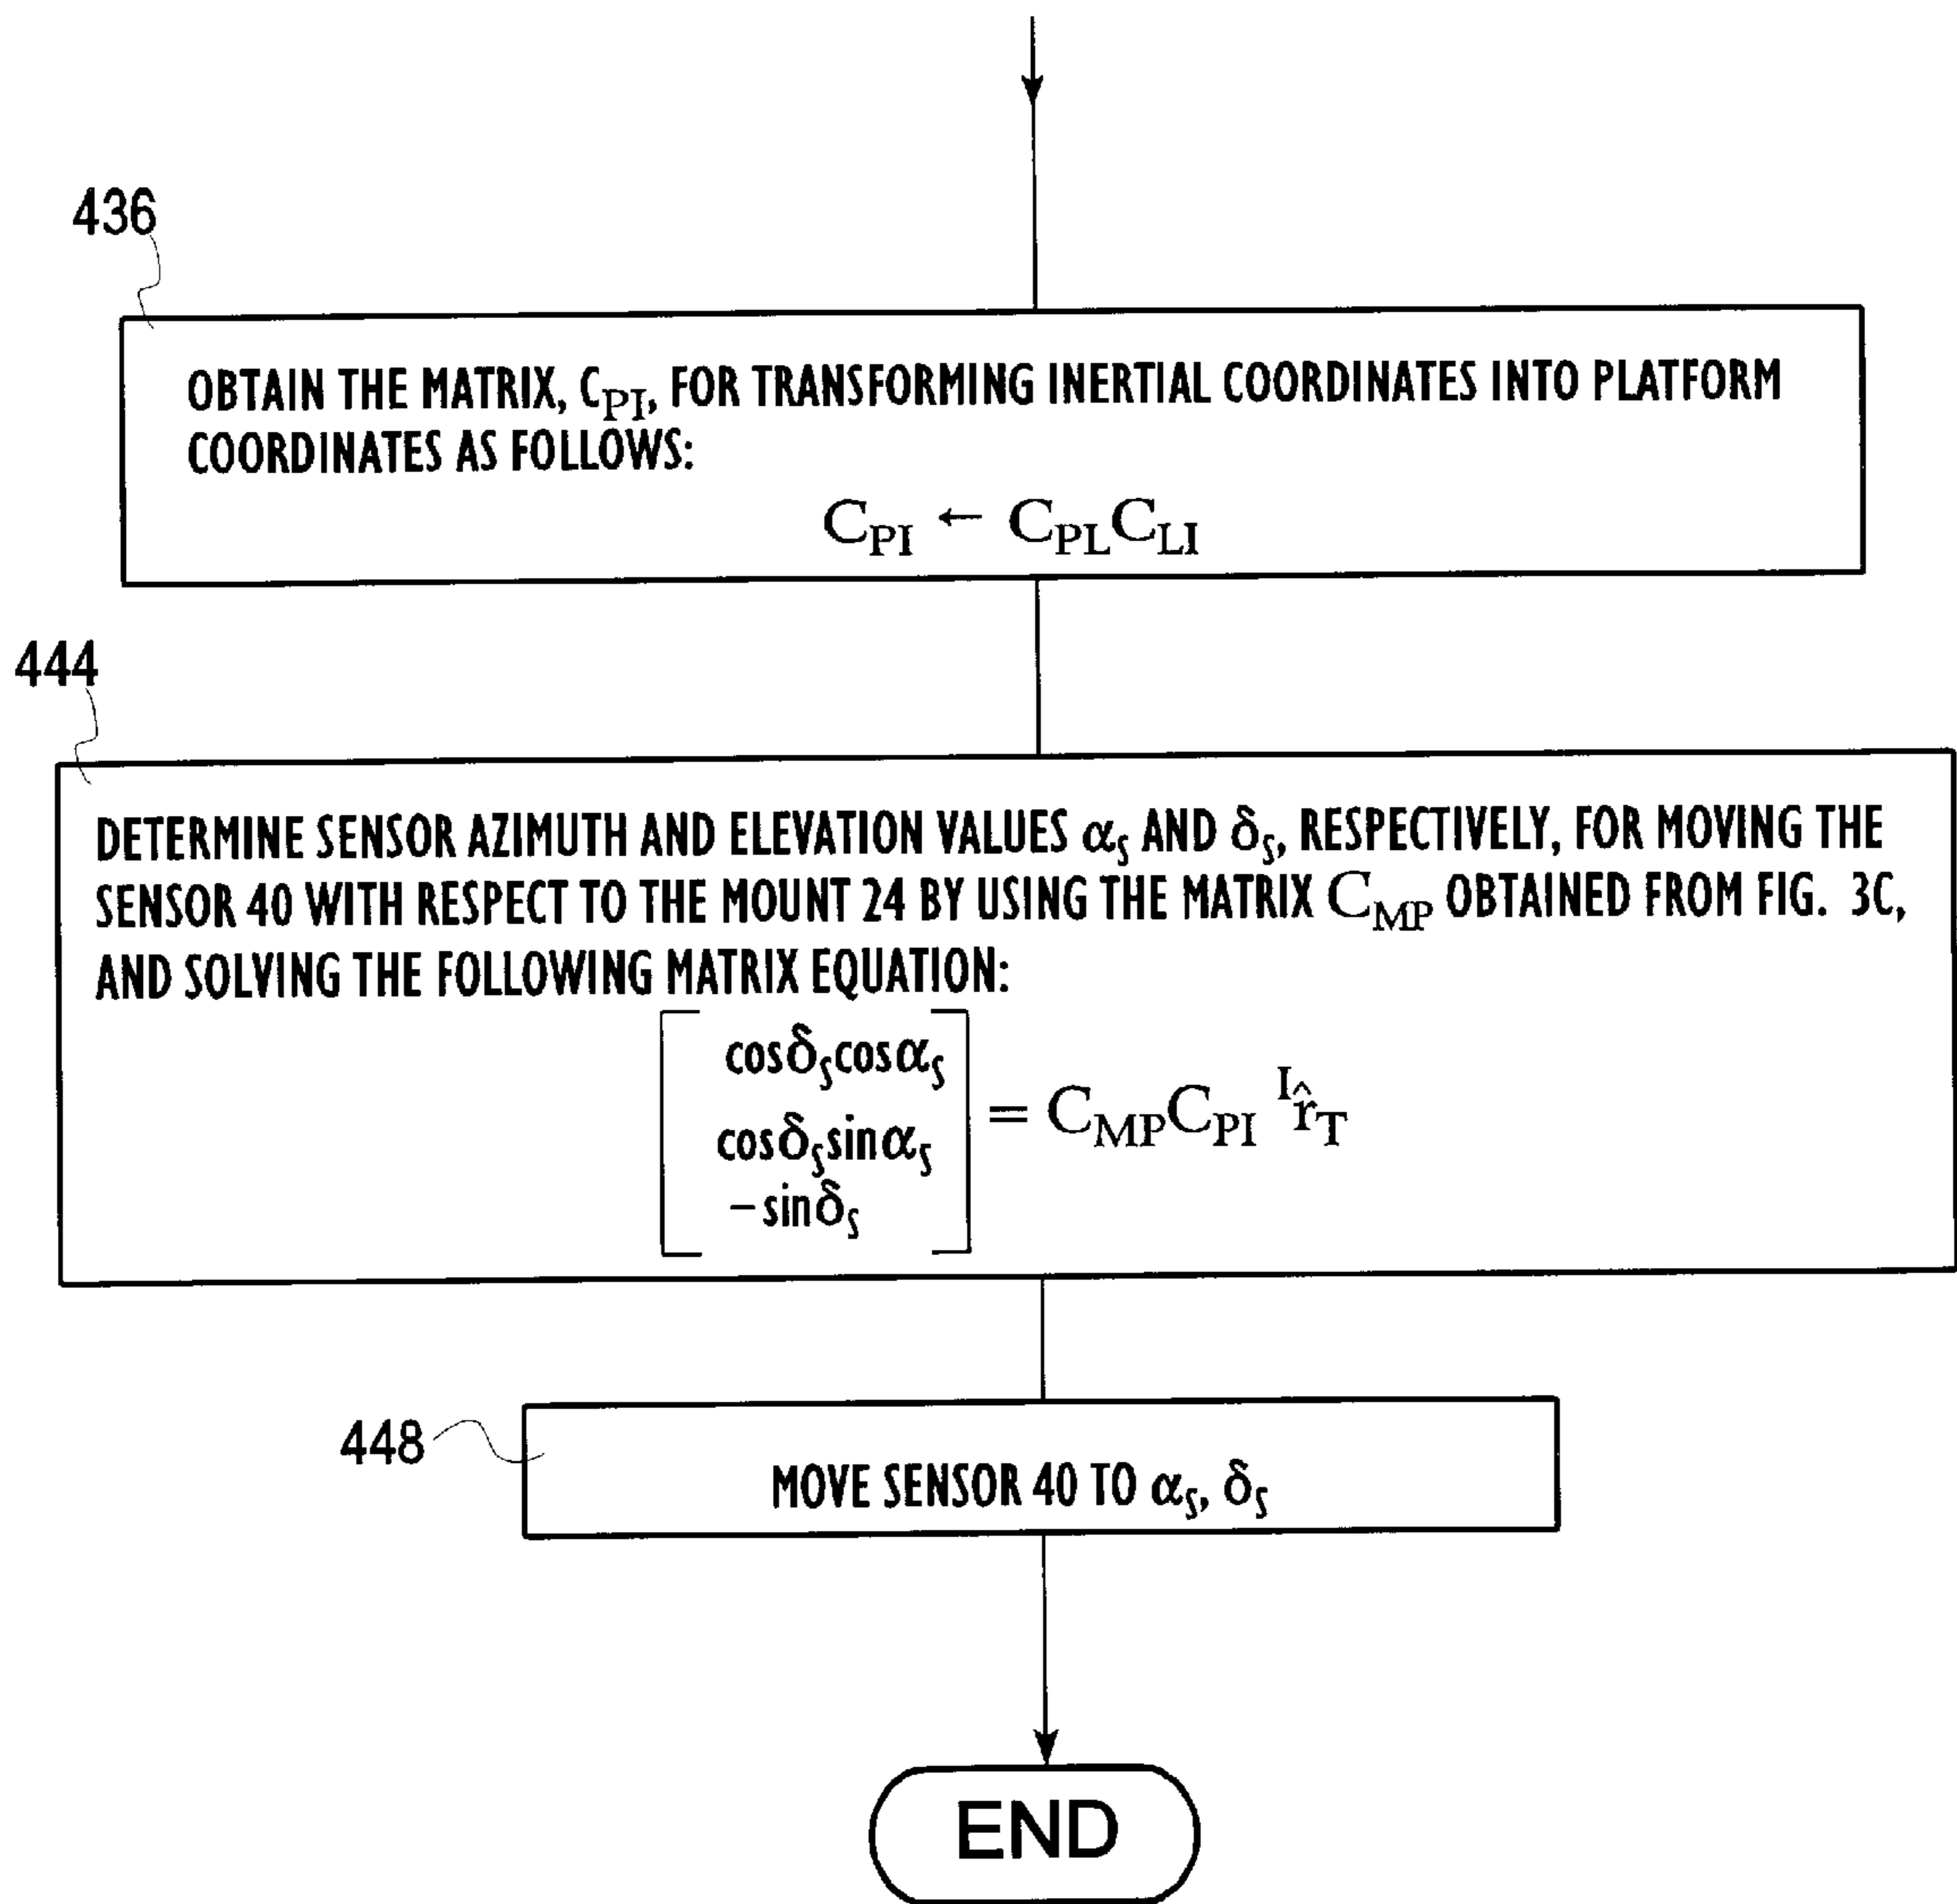 436
OBTAIN THE MATRIX, C_PI, FOR TRANSFORMING INERTIAL COORDINATES INTO PLATFORM
COORDINATES AS FOLLOWS:
C_PI ← C_PL C_LI
444
DETERMINE SENSOR AZIMUTH AND ELEVATION VALUES α_s AND δ_s, RESPECTIVELY, FOR MOVING THE
SENSOR 40 WITH RESPECT TO THE MOUNT 24 BY USING THE MATRIX C_MP OBTAINED FROM FIG. 3C,
AND SOLVING THE FOLLOWING MATRIX EQUATION:
cosδ_s cosα_s
cosδ_s sinα_s = C_MP C_PI ^I r̂_T
−sinδ_s
448
MOVE SENSOR 40 TO α_s, δ_s
END